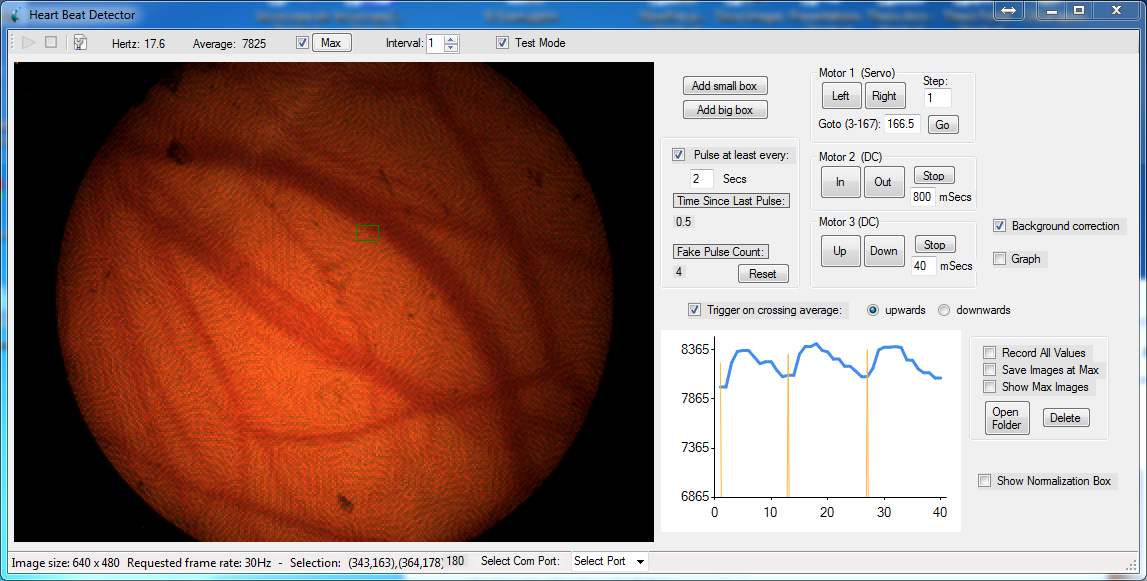 Heart Beat Detector
Hertz: 17.6 Average: 7825 Max Interval: 1 Test Mode
Add small box
Add big box
Pulse at least every:
2 Secs
Time Since Last Pulse:
0.5
Fake Pulse Count:
4 Reset
Motor 1 (Servo)
Step:
Left Right 1
Goto (3-167): 166.5 Go
Motor 2 (DC)
In Out Stop
800 mSecs
Motor 3 (DC)
Up Down Stop
40 mSecs
Background correction
Graph
Trigger on crossing average: upwards downwards
8365
7865
7365
6865
0 10 20 30 40
Record All Values
Save Images at Max
Show Max Images
Open
Folder
Delete
Show Normalization Box
Image size: 640 x 480 Requested frame rate: 30Hz - Selection: (343,163),(364,178) 180 Select Com Port: Select Port